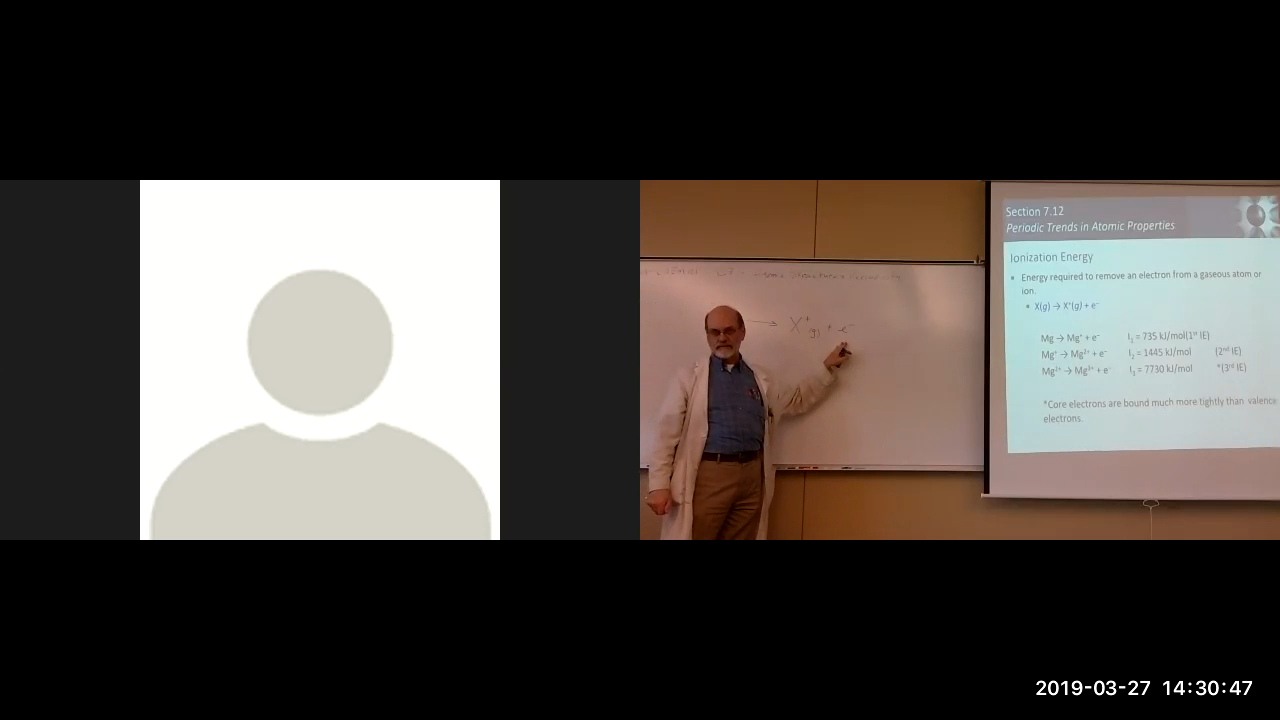 X⁺(g) + e⁻
Section 7.12
Periodic Trends in Atomic Properties
Ionization Energy
• Energy required to remove an electron from a gaseous atom or
ion.
• X(g) → X⁺(g) + e⁻
Mg → Mg⁺ + e⁻ I₁ = 735 kJ/mol(1ˢᵗ IE)
Mg⁺ → Mg²⁺ + e⁻ I₂ = 1445 kJ/mol (2ⁿᵈ IE)
Mg²⁺ → Mg³⁺ + e⁻ I₃ = 7730 kJ/mol *(3ʳᵈ IE)
*Core electrons are bound much more tightly than valence
electrons.
2019-03-27 14:30:47